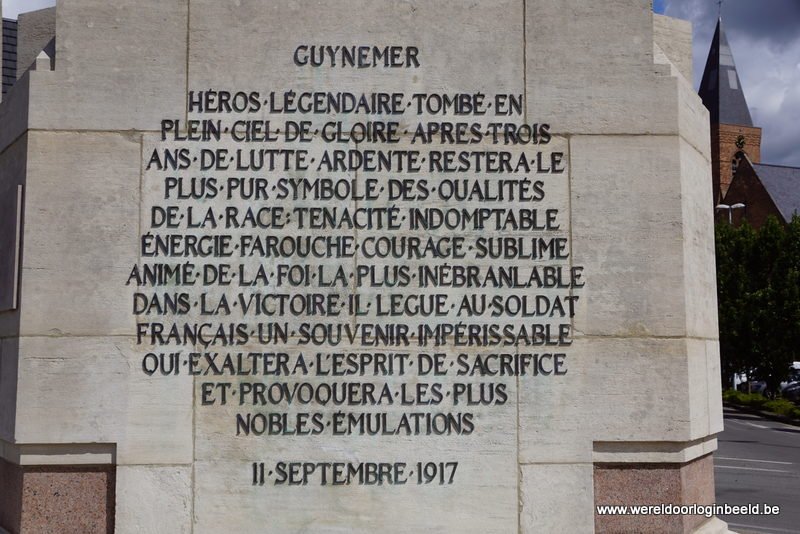 GUYNEMER
HÉROS·LÉGENDAIRE·TOMBÉ·EN
PLEIN·CIEL·DE·GLOIRE·APRES·TROIS
ANS·DE·LUTTE·ARDENTE·RESTERA·LE
PLUS·PUR·SYMBOLE·DES·QUALITÉS
DE·LA·RACE:TENACITÉ·INDOMPTABLE
ÉNERGIE·FAROUCHE·COURAGE·SUBLIME
ANIMÉ·DE·LA·FOI·LA·PLUS·INÉBRANLABLE
DANS·LA·VICTOIRE·IL·LEGUE·AU·SOLDAT
FRANÇAIS·UN·SOUVENIR·IMPÉRISSABLE
QUI·EXALTERA·L'ESPRIT·DE·SACRIFICE
ET·PROVOQUERA·LES·PLUS
NOBLES·ÉMULATIONS
11·SEPTEMBRE·1917
www.wereldoorloginbeeld.be